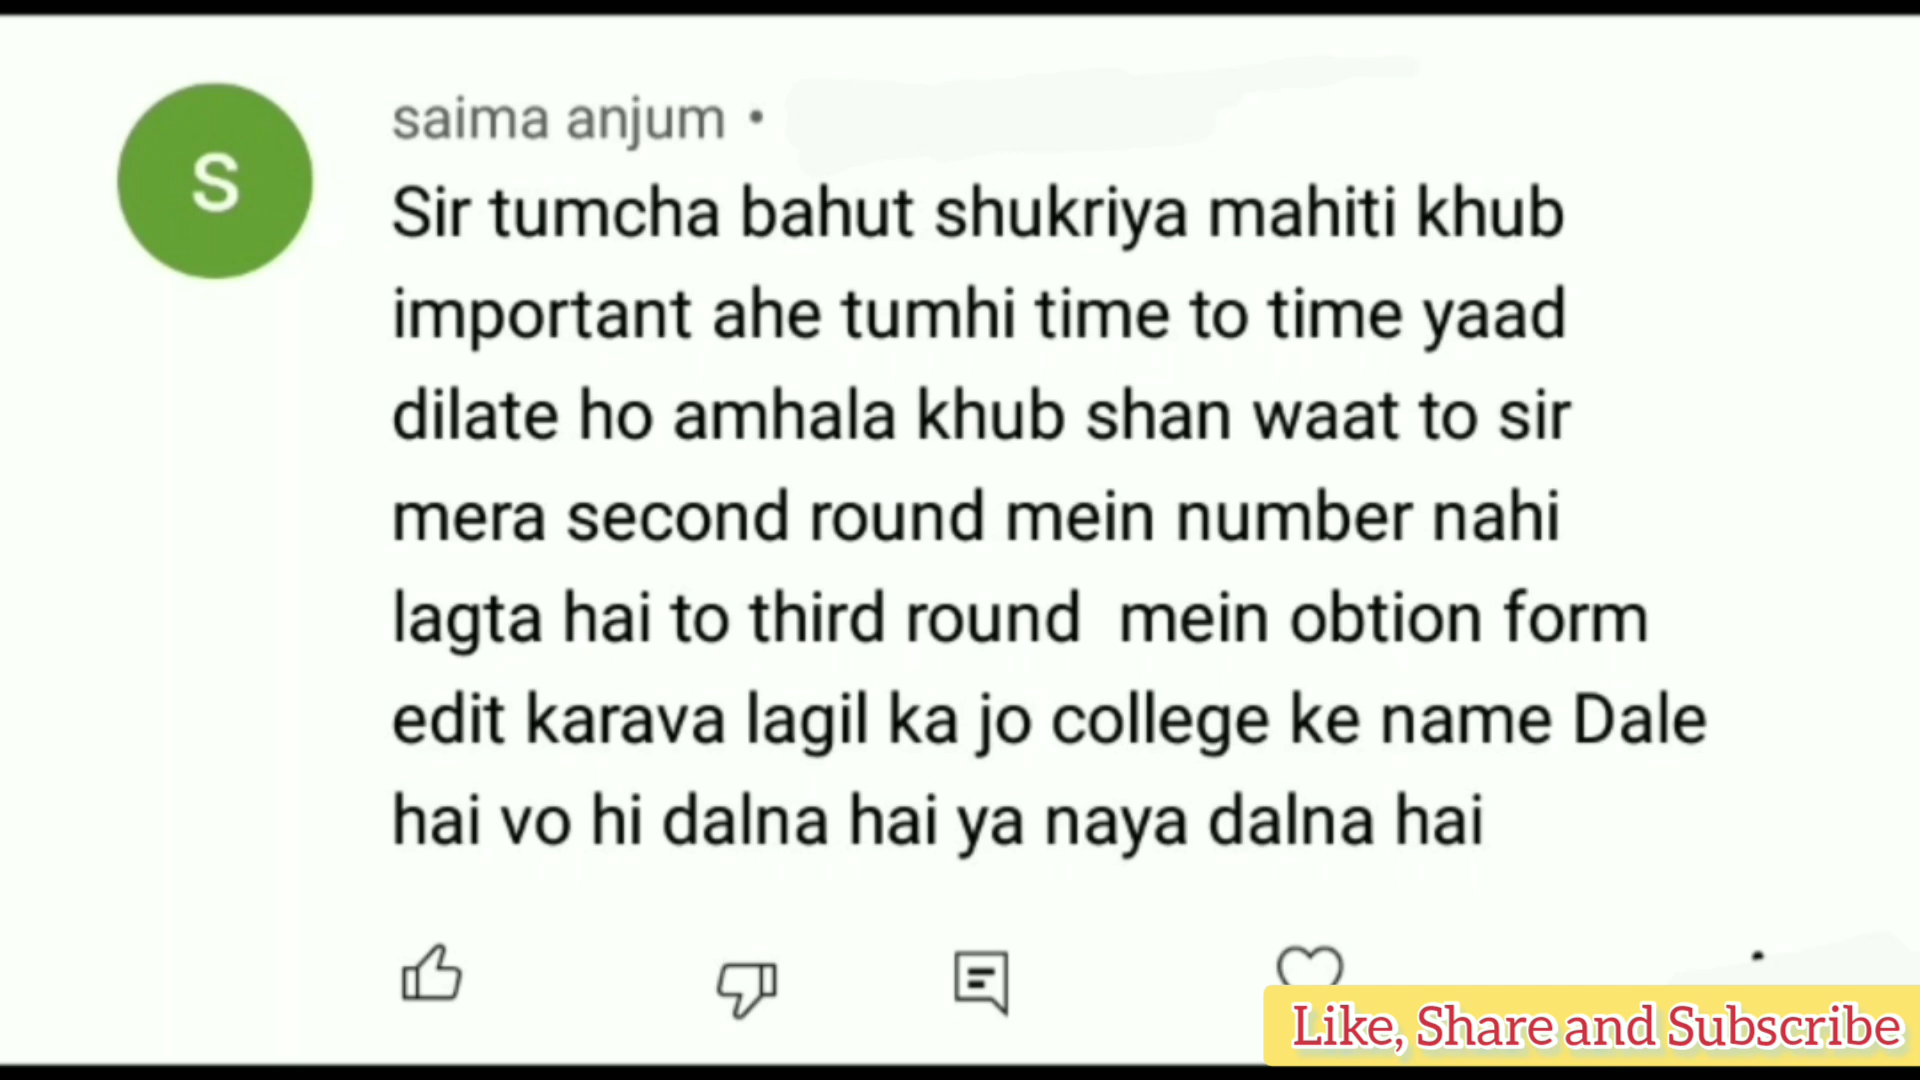 S
saima anjum •
Sir tumcha bahut shukriya mahiti khub
important ahe tumhi time to time yaad
dilate ho amhala khub shan waat to sir
mera second round mein number nahi
lagta hai to third round  mein obtion form
edit karava lagil ka jo college ke name Dale
hai vo hi dalna hai ya naya dalna hai
Like, Share and Subscribe